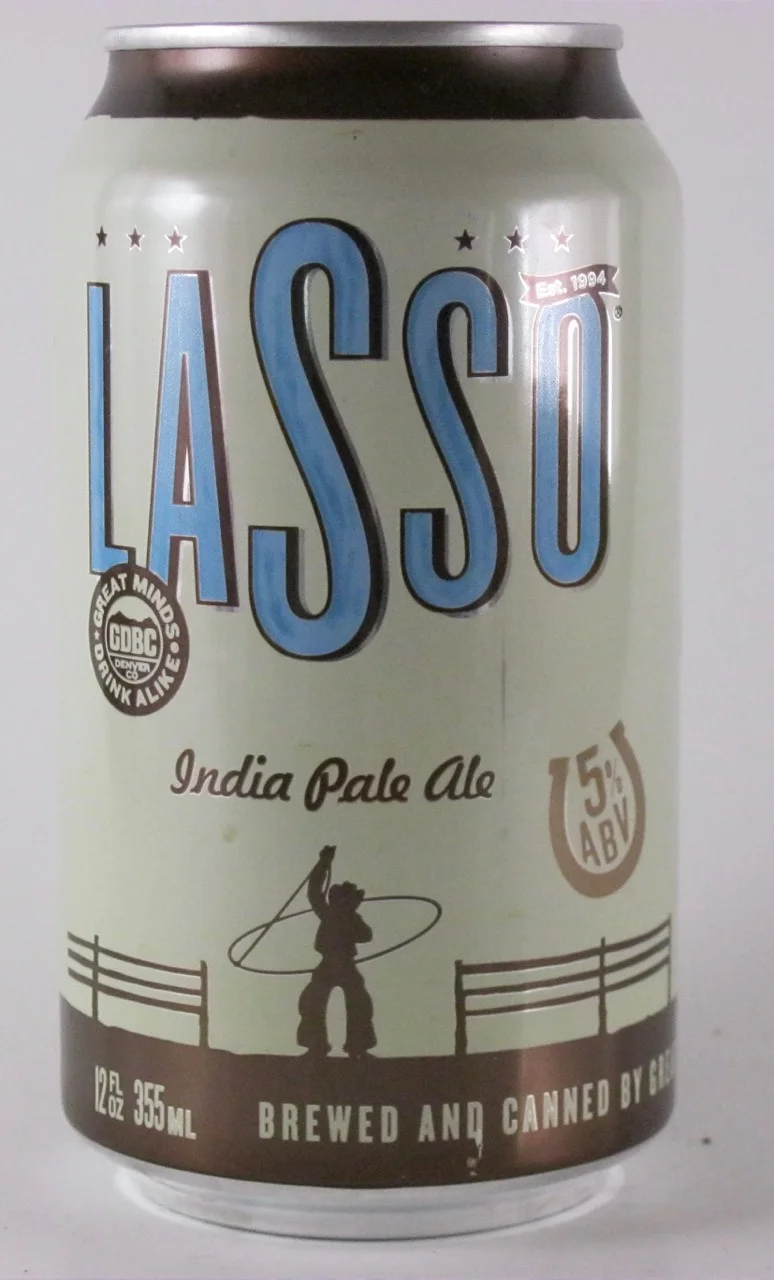 Est. 1994
LASSO®
GREAT MINDS
GDBC
DENVER
CO
DRINK ALIKE
India Pale Ale
5%
ABV
12 FL OZ 355 ML
BREWED AND CANNED BY